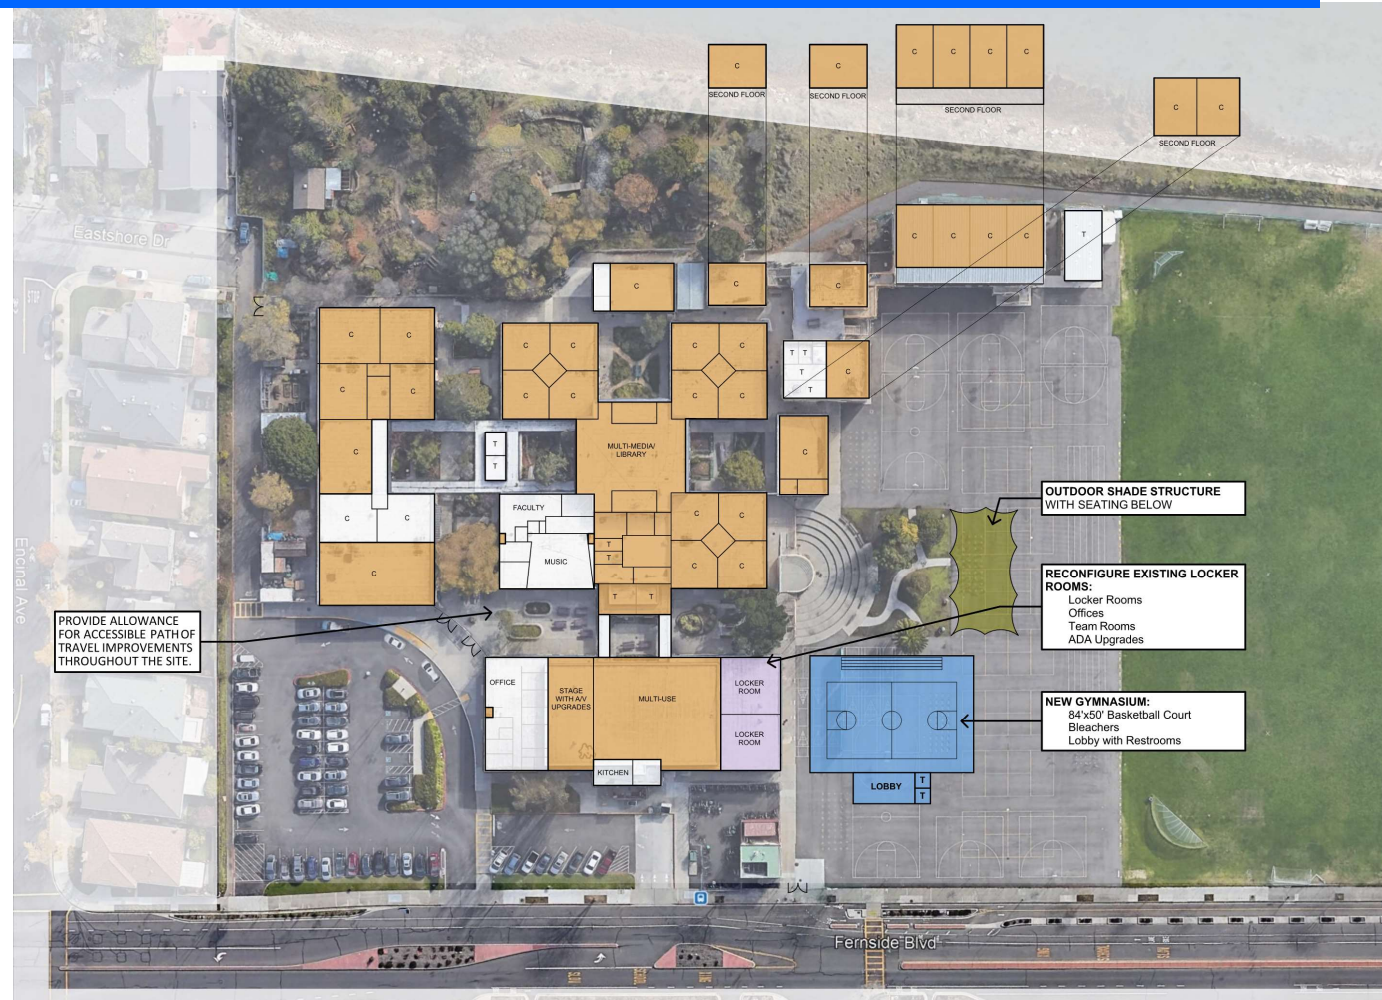 C
C
C
C
C
C
C
C
SECOND FLOOR
SECOND FLOOR
SECOND FLOOR
SECOND FLOOR
Eastshore Dr
C
C
C
C
T
C
C
C
C
C
C
C
C
C
C
T
T
T
T
C
C
C
C
C
C
C
C
MULTI-MEDIA/
LIBRARY
C
C
T
T
FACULTY
C
C
C
C
MUSIC
T
T
C
C
C
T
T
OUTDOOR SHADE STRUCTURE
WITH SEATING BELOW
RECONFIGURE EXISTING LOCKER
ROOMS:
Locker Rooms
Offices
Team Rooms
ADA Upgrades
Encinal Ave
PROVIDE ALLOWANCE
FOR ACCESSIBLE PATH OF
TRAVEL IMPROVEMENTS
THROUGHOUT THE SITE.
OFFICE
STAGE
WITH A/V
UPGRADES
MULTI-USE
LOCKER
ROOM
LOCKER
ROOM
KITCHEN
NEW GYMNASIUM:
84'x50' Basketball Court
Bleachers
Lobby with Restrooms
LOBBY
T
T
Fernside Blvd